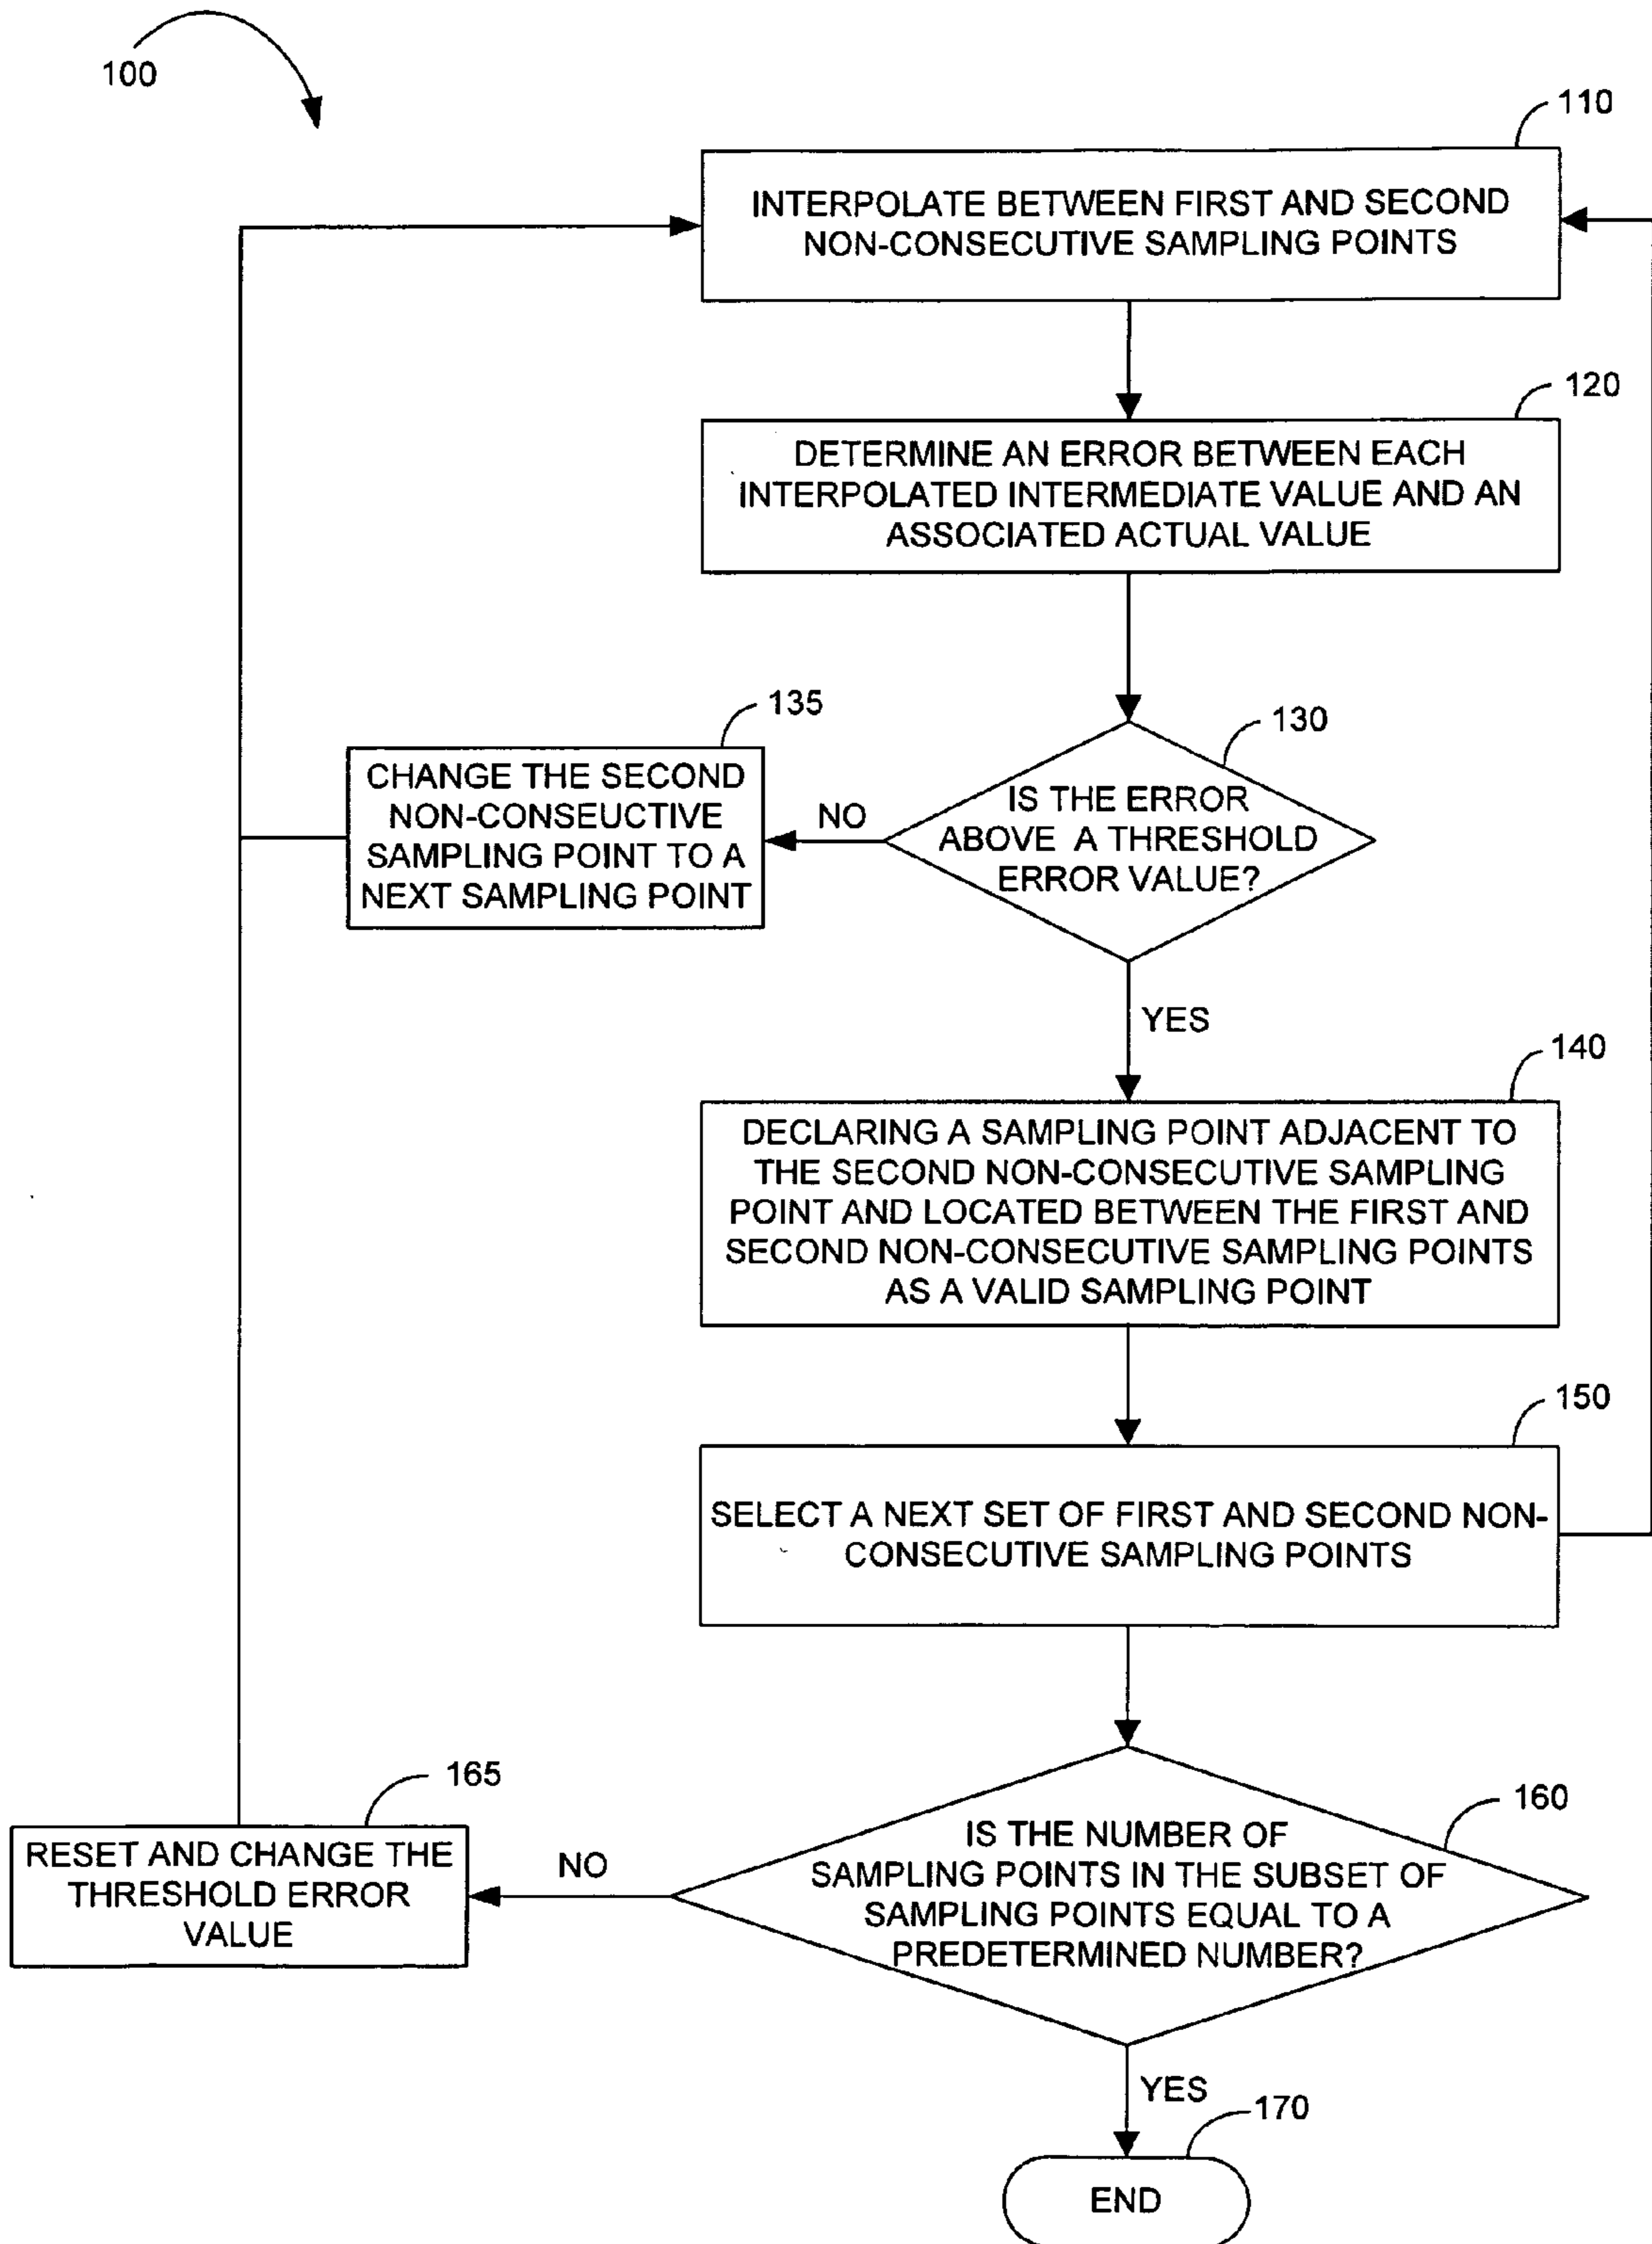 100
110
INTERPOLATE BETWEEN FIRST AND SECOND
NON-CONSECUTIVE SAMPLING POINTS
120
DETERMINE AN ERROR BETWEEN EACH
INTERPOLATED INTERMEDIATE VALUE AND AN
ASSOCIATED ACTUAL VALUE
135
CHANGE THE SECOND
NON-CONSEUCTIVE
SAMPLING POINT TO A
NEXT SAMPLING POINT
NO
130
IS THE ERROR
ABOVE A THRESHOLD
ERROR VALUE?
YES
140
DECLARING A SAMPLING POINT ADJACENT TO
THE SECOND NON-CONSECUTIVE SAMPLING
POINT AND LOCATED BETWEEN THE FIRST AND
SECOND NON-CONSECUTIVE SAMPLING POINTS
AS A VALID SAMPLING POINT
150
SELECT A NEXT SET OF FIRST AND SECOND NON-
CONSECUTIVE SAMPLING POINTS
165
RESET AND CHANGE THE
THRESHOLD ERROR
VALUE
NO
160
IS THE NUMBER OF
SAMPLING POINTS IN THE SUBSET OF
SAMPLING POINTS EQUAL TO A
PREDETERMINED NUMBER?
YES
170
END